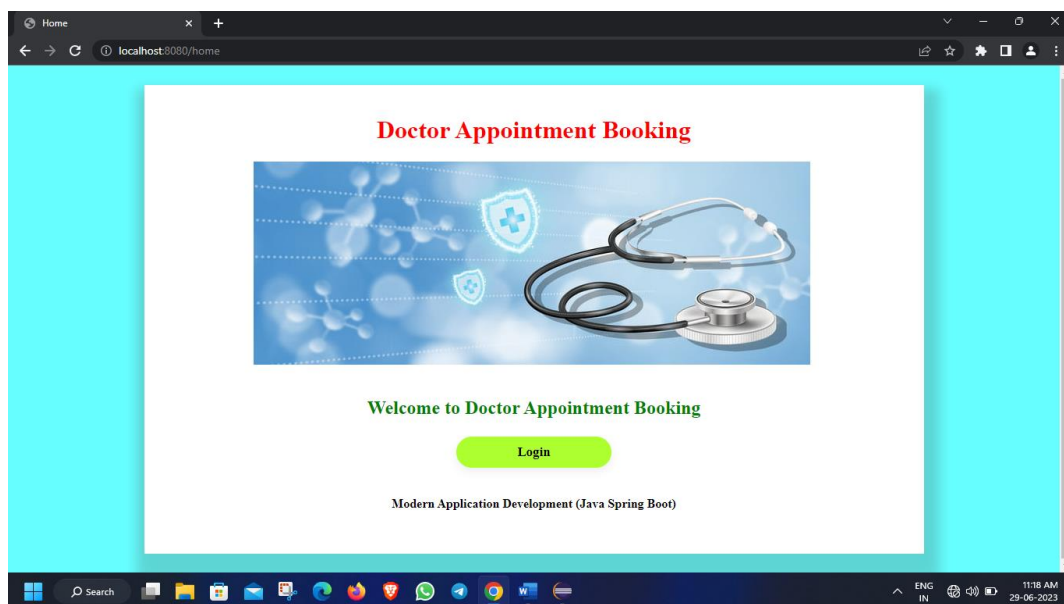 Home
localhost:8080/home
Doctor Appointment Booking
Welcome to Doctor Appointment Booking
Login
Modern Application Development (Java Spring Boot)
Search
ENG
IN
11:18 AM
29-06-2023